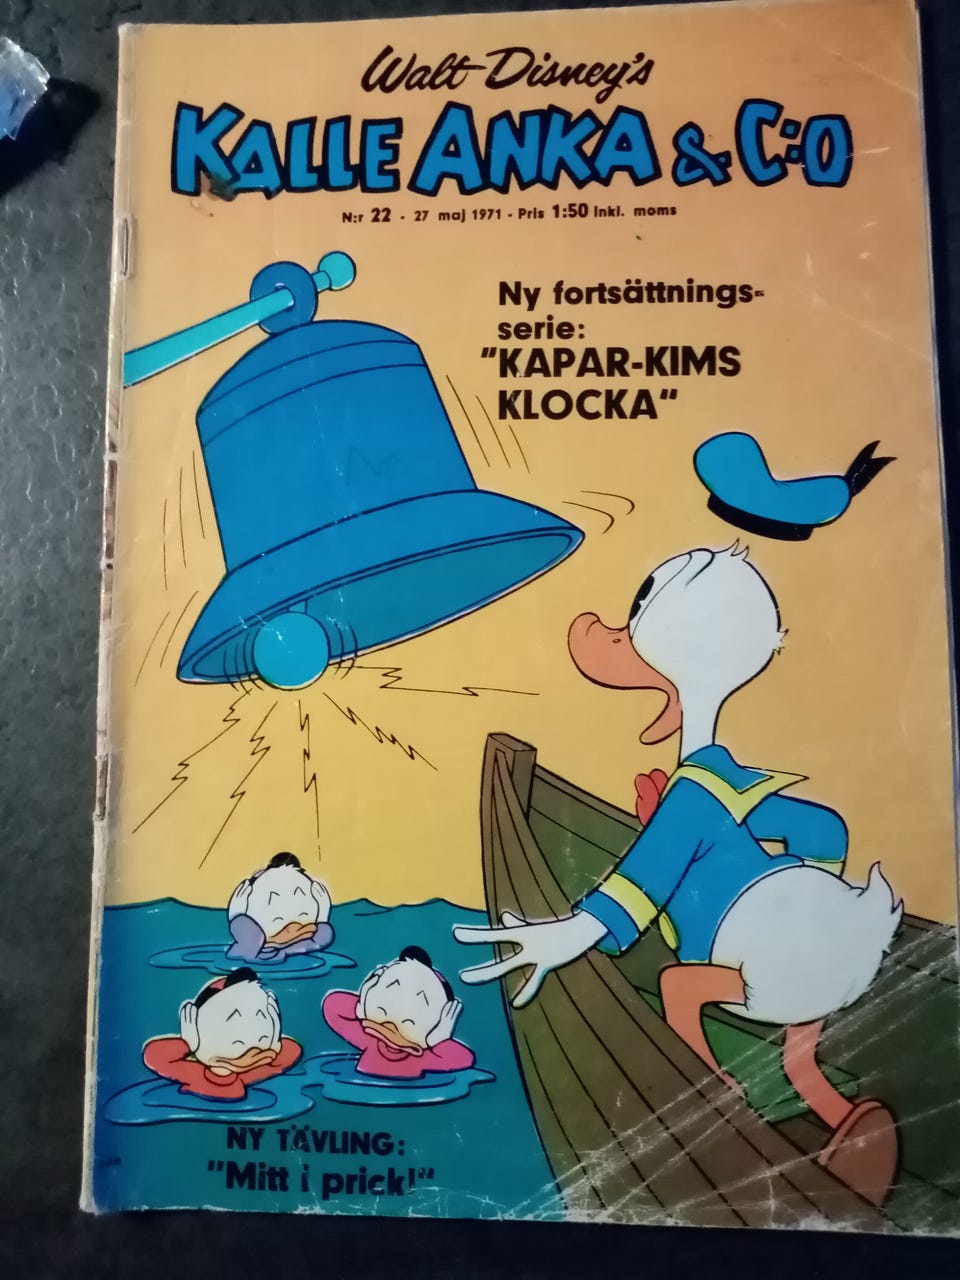 Walt Disney's
KALLE ANKA & C:O
N:r 22 - 27 maj 1971 - Pris 1:50 Inkl. moms
Ny fortsättnings-
serie:
"KAPAR-KIMS
KLOCKA"
NY TÄVLING:
"Mitt i prick!"